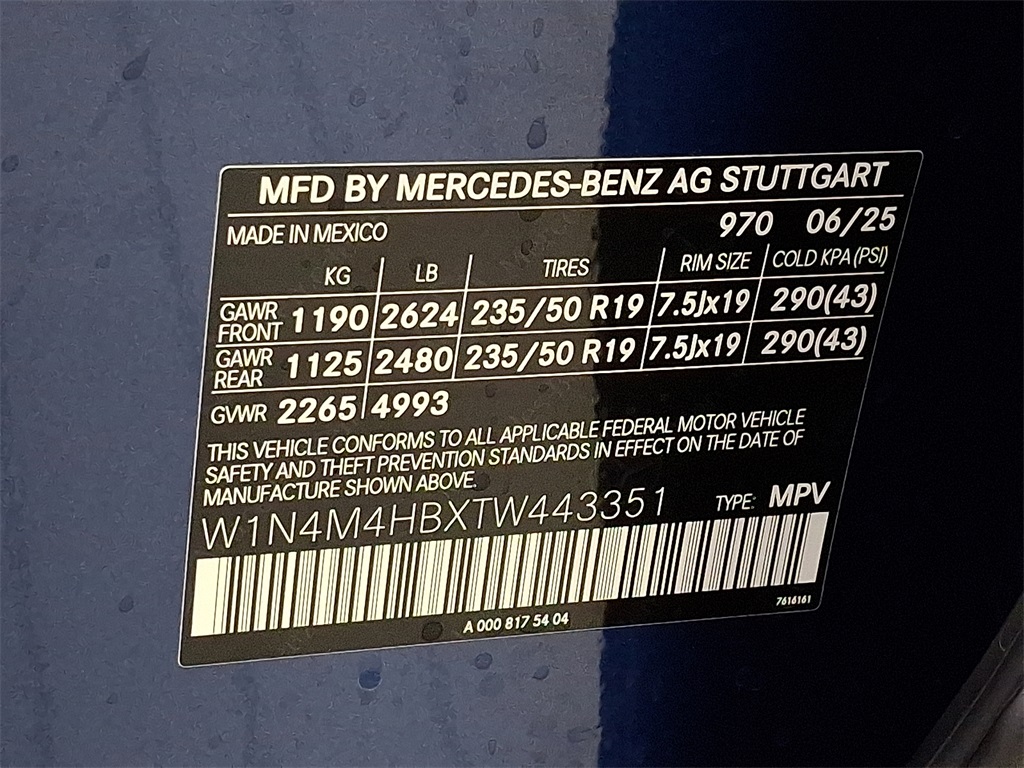 MFD BY MERCEDES-BENZ AG STUTTGART
MADE IN MEXICO 970 06/25
KG LB TIRES RIM SIZE COLD KPA (PSI)
GAWR FRONT 1190 2624 235/50 R19 7.5Jx19 290(43)
GAWR REAR 1125 2480 235/50 R19 7.5Jx19 290(43)
GVWR 2265 4993
THIS VEHICLE CONFORMS TO ALL APPLICABLE FEDERAL MOTOR VEHICLE
SAFETY AND THEFT PREVENTION STANDARDS IN EFFECT ON THE DATE OF
MANUFACTURE SHOWN ABOVE.
W1N4M4HBXTW443351 TYPE: MPV
7616161
A 000 817 54 04